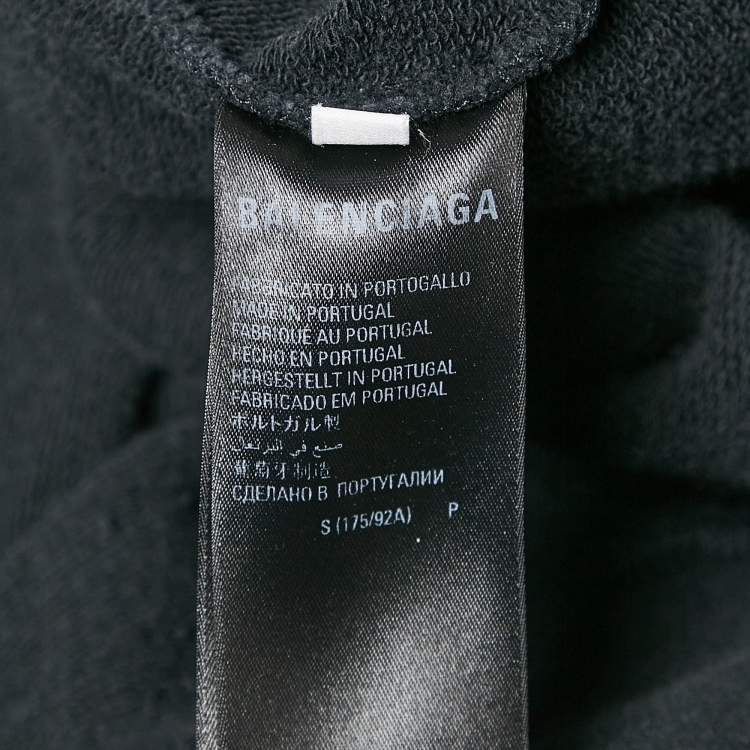 BALENCIAGA
FABRICATO IN PORTOGALLO
MADE IN PORTUGAL
FABRIQUE AU PORTUGAL
HECHO EN PORTUGAL
HERGESTELLT IN PORTUGAL
FABRICADO EM PORTUGAL
ポルトガル製
صنع في البرتغال
葡萄牙制造
СДЕЛАНО В ПОРТУГАЛИИ
S (175/92A) P